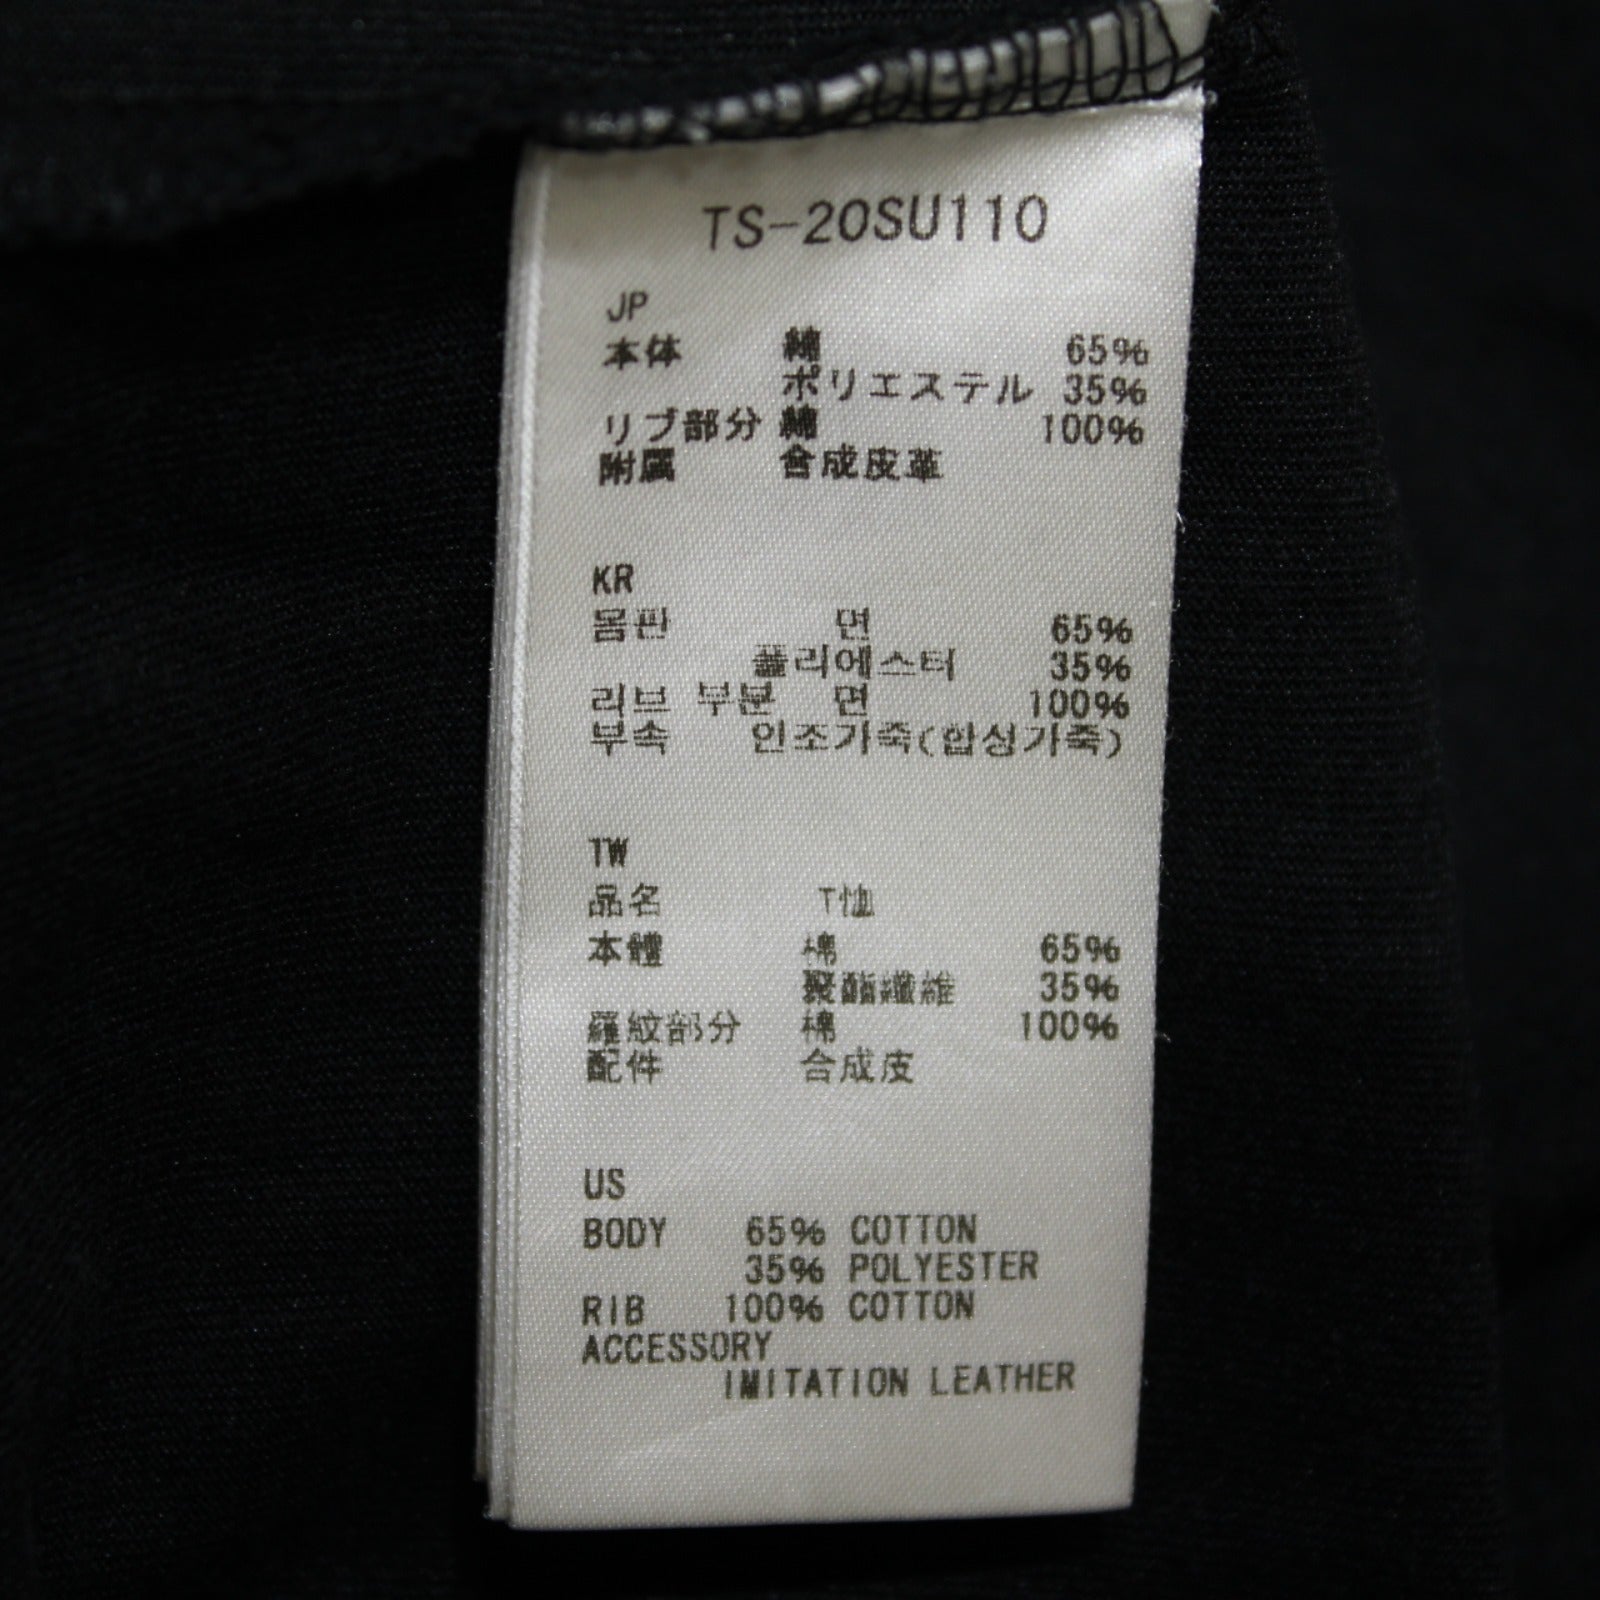 TS-20SU110
JP
本体 綿 65%
ポリエステル 35%
リブ部分 綿 100%
附属 合成皮革
KR
몸판 면 65%
폴리에스터 35%
리브 부분 면 100%
부속 인조가죽(합성가죽)
TW
品名 T恤
本體 棉 65%
聚酯纖維 35%
羅紋部分 棉 100%
配件 合成皮
US
BODY 65% COTTON
35% POLYESTER
RIB 100% COTTON
ACCESSORY
IMITATION LEATHER